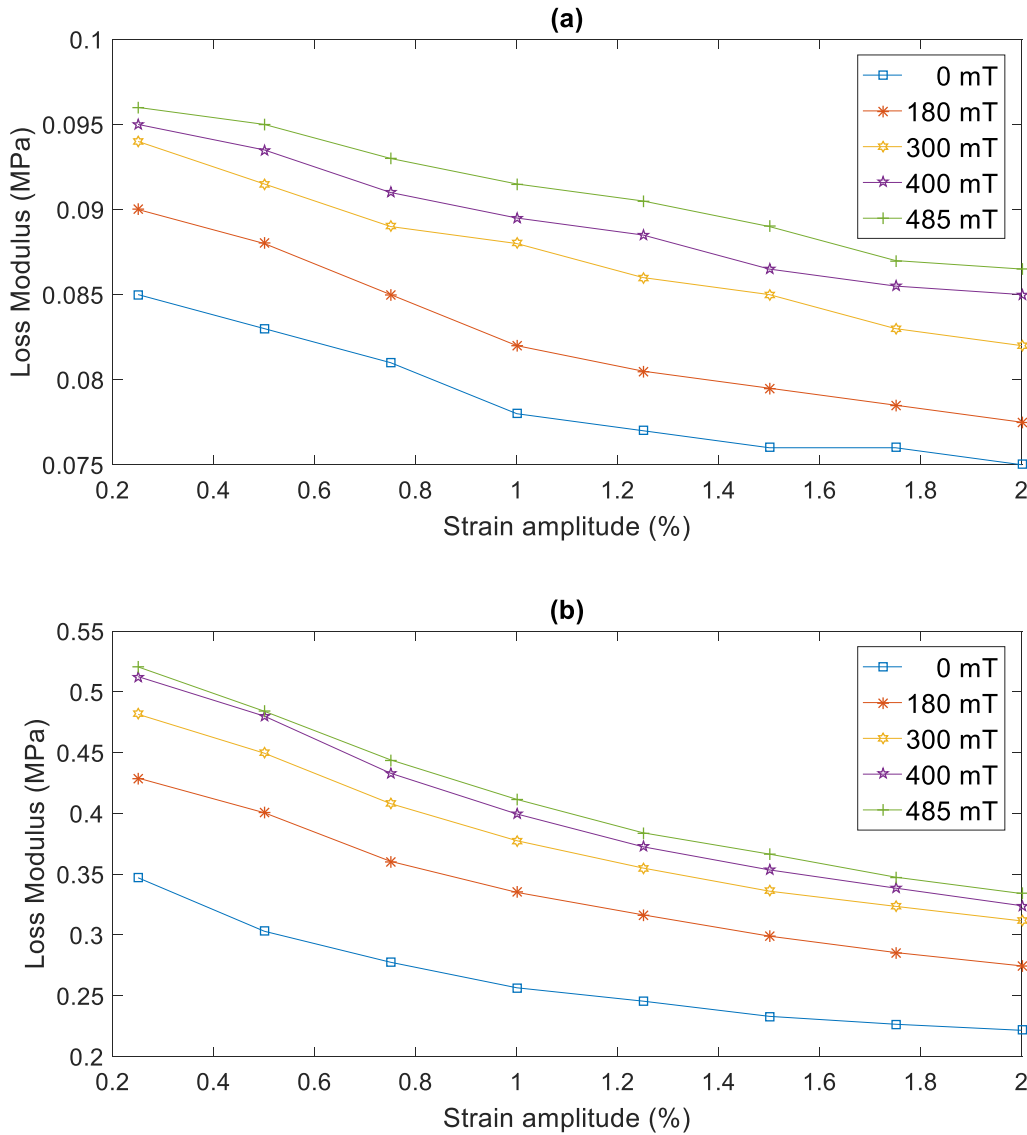 (a)
0.1
0.095
0.09
0.085
0.08
0.075
Loss Modulus (MPa)
0 mT
180 mT
300 mT
400 mT
485 mT
0.2 0.4 0.6 0.8 1 1.2 1.4 1.6 1.8 2
Strain amplitude (%)
(b)
0.55
0.5
0.45
0.4
0.35
0.3
0.25
0.2
Loss Modulus (MPa)
0 mT
180 mT
300 mT
400 mT
485 mT
0.2 0.4 0.6 0.8 1 1.2 1.4 1.6 1.8 2
Strain amplitude (%)